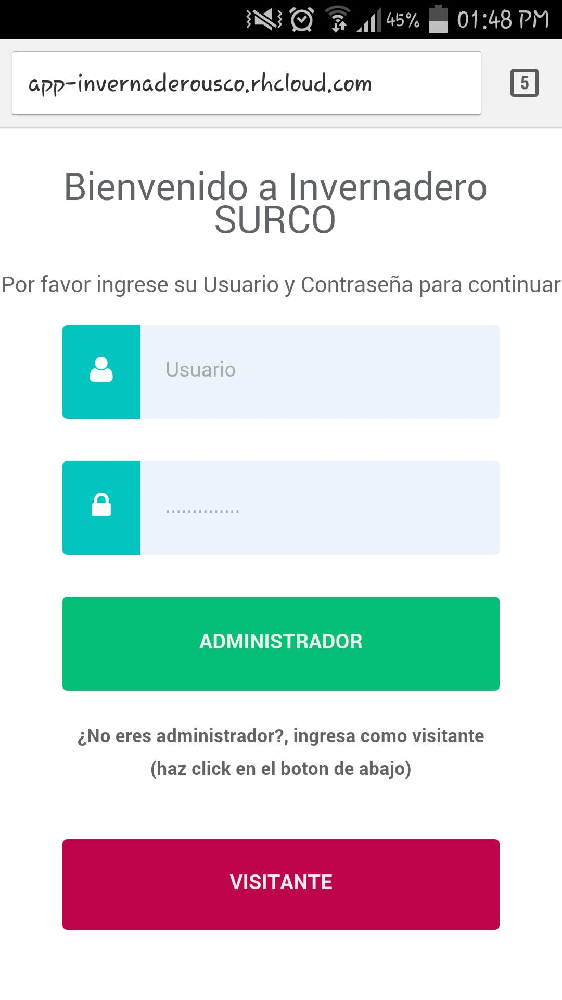 45% 01:48 PM
app-invernaderousco.rhcloud.com
5
Bienvenido a Invernadero
SURCO
Por favor ingrese su Usuario y Contraseña para continuar
Usuario
..............
ADMINISTRADOR
¿No eres administrador?, ingresa como visitante
(haz click en el boton de abajo)
VISITANTE